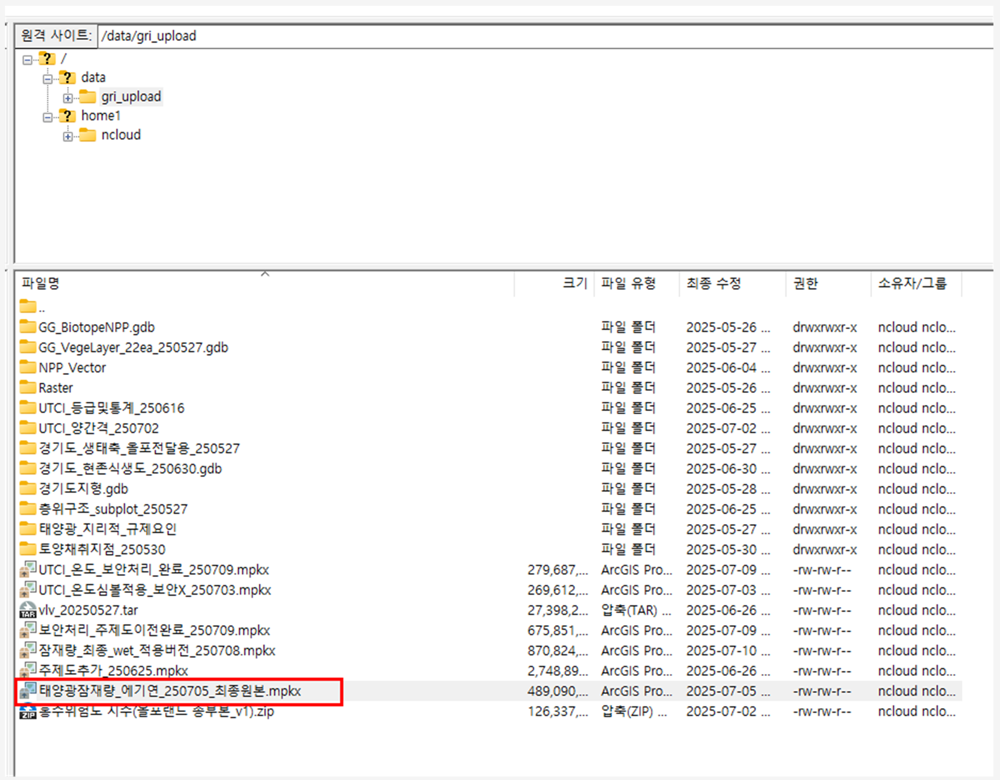 원격 사이트: /data/gri_upload
/
data
gri_upload
home1
ncloud
파일명 크기 파일 유형 최종 수정 권한 소유자/그룹
..
GG_BiotopeNPP.gdb 파일 폴더 2025-05-26 ... drwxrwxr-x ncloud nclo...
GG_VegeLayer_22ea_250527.gdb 파일 폴더 2025-05-27 ... drwxrwxr-x ncloud nclo...
NPP_Vector 파일 폴더 2025-06-04 ... drwxrwxr-x ncloud nclo...
Raster 파일 폴더 2025-05-26 ... drwxrwxr-x ncloud nclo...
UTCI_등급및통계_250616 파일 폴더 2025-06-25 ... drwxrwxr-x ncloud nclo...
UTCI_양간격_250702 파일 폴더 2025-07-02 ... drwxrwxr-x ncloud nclo...
경기도_생태축_올포전달용_250527 파일 폴더 2025-05-27 ... drwxrwxr-x ncloud nclo...
경기도_현존식생도_250630.gdb 파일 폴더 2025-06-30 ... drwxrwxr-x ncloud nclo...
경기도지형.gdb 파일 폴더 2025-05-28 ... drwxrwxr-x ncloud nclo...
층위구조_subplot_250527 파일 폴더 2025-06-25 ... drwxrwxr-x ncloud nclo...
태양광_지리적_규제요인 파일 폴더 2025-05-27 ... drwxrwxr-x ncloud nclo...
토양채취지점_250530 파일 폴더 2025-05-30 ... drwxrwxr-x ncloud nclo...
UTCI_온도_보안처리_완료_250709.mpkx 279,687,... ArcGIS Pro... 2025-07-09 ... -rw-rw-r-- ncloud nclo...
UTCI_온도심볼적용_보안X_250703.mpkx 269,612,... ArcGIS Pro... 2025-07-03 ... -rw-rw-r-- ncloud nclo...
TAR vlv_20250527.tar 27,398,2... 압축(TAR) ... 2025-06-26 ... -rw-rw-r-- ncloud nclo...
보안처리_주제도이전완료_250709.mpkx 675,851,... ArcGIS Pro... 2025-07-09 ... -rw-rw-r-- ncloud nclo...
잠재량_최종_wet_적용버전_250708.mpkx 870,824,... ArcGIS Pro... 2025-07-10 ... -rw-rw-r-- ncloud nclo...
주제도추가_250625.mpkx 2,748,89... ArcGIS Pro... 2025-06-26 ... -rw-rw-r-- ncloud nclo...
태양광잠재량_에기연_250705_최종원본.mpkx 489,090,... ArcGIS Pro... 2025-07-05 ... -rw-rw-r-- ncloud nclo...
ZIP 홍수위험도 지수(올포랜드 송부본_v1).zip 126,337,... 압축(ZIP) ... 2025-07-02 ... -rw-rw-r-- ncloud nclo...